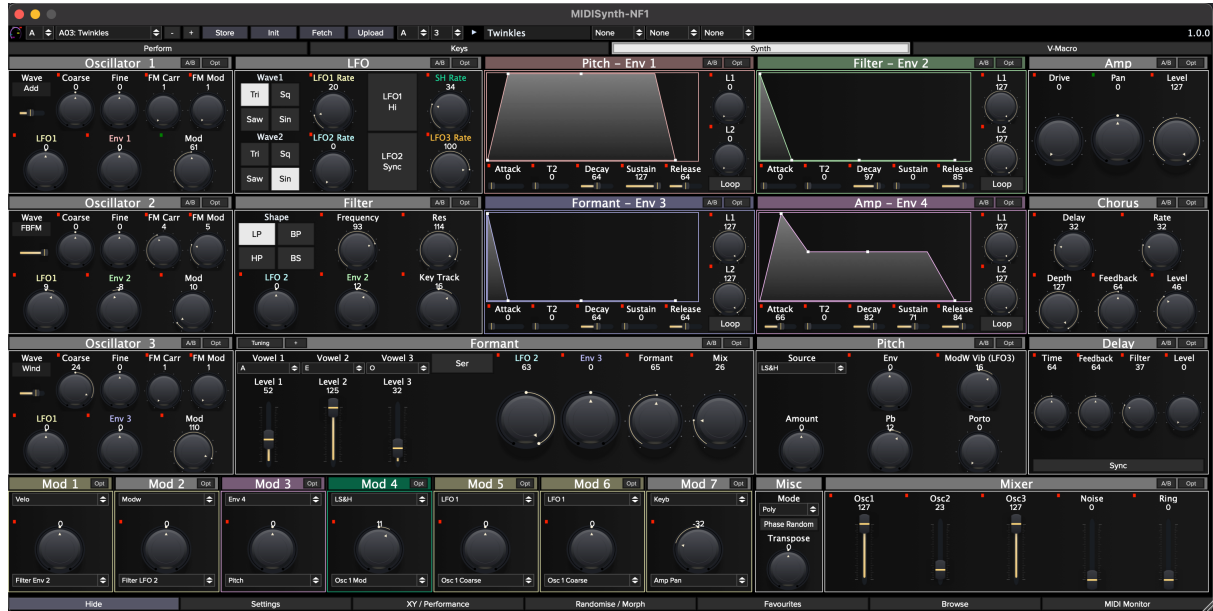 MIDISynth-NF1
A A03: Twinkles - + Store Init Fetch Upload A 3 Twinkles None None None 1.0.0
Perform Keys Synth V-Macro
Oscillator 1 A/B Opt LFO A/B Opt Pitch – Env 1 A/B Opt Filter – Env 2 A/B Opt Amp A/B Opt
Wave Coarse Fine FM Carr FM Mod Wave1 LFO1 Rate SH Rate L1 L1 Drive Pan Level
Add 0 0 1 1 20 34 0 127 0 0 127
Tri Sq LFO1 Hi
Saw Sin
LFO1 Env 1 Mod Wave2 LFO2 Rate LFO3 Rate L2 L2
0 0 61 0 100 0 127
Tri Sq LFO2 Sync
Saw Sin
Attack T2 Decay Sustain Release Attack T2 Decay Sustain Release
0 0 64 127 64 Loop 0 0 97 0 85 Loop
Oscillator 2 A/B Opt Filter A/B Opt Formant – Env 3 A/B Opt Amp – Env 4 A/B Opt Chorus A/B Opt
Wave Coarse Fine FM Carr FM Mod Shape Frequency Res L1 L1 Delay Rate
FBFM 0 0 4 5 93 114 127 127 32 32
LP BP
HP BS
LFO1 Env 2 Mod LFO 2 Env 2 Key Track L2 L2 Depth Feedback Level
9 -8 10 0 12 16 127 127 127 64 46
Attack T2 Decay Sustain Release Attack T2 Decay Sustain Release
0 0 64 0 64 Loop 66 0 82 71 84 Loop
Oscillator 3 A/B Opt Tuning + Formant A/B Opt Pitch A/B Opt Delay A/B Opt
Wave Coarse Fine FM Carr FM Mod Vowel 1 Vowel 2 Vowel 3 Ser LFO 2 Env 3 Formant Mix Source Env ModW Vib (LFO3) Time Feedback Filter Level
Wind 24 0 1 1 A E O 63 0 65 26 LS&H 0 16 64 64 37 0
Level 1 Level 2 Level 3
52 125 32
LFO1 Env 3 Mod Amount Pb Porto
0 0 110 0 12 0
Sync
Mod 1 Opt Mod 2 Opt Mod 3 Opt Mod 4 Opt Mod 5 Opt Mod 6 Opt Mod 7 Opt Misc Mixer A/B Opt
Velo Modw Env 4 LS&H LFO 1 LFO 1 Keyb Mode Osc1 Osc2 Osc3 Noise Ring
Poly 127 23 127 0 0
0 0 0 11 0 0 -32 Phase Random
Transpose
0
Filter Env 2 Filter LFO 2 Pitch Osc 1 Mod Osc 1 Coarse Osc 1 Coarse Amp Pan
Hide Settings XY / Performance Randomise / Morph Favourites Browse MIDI Monitor